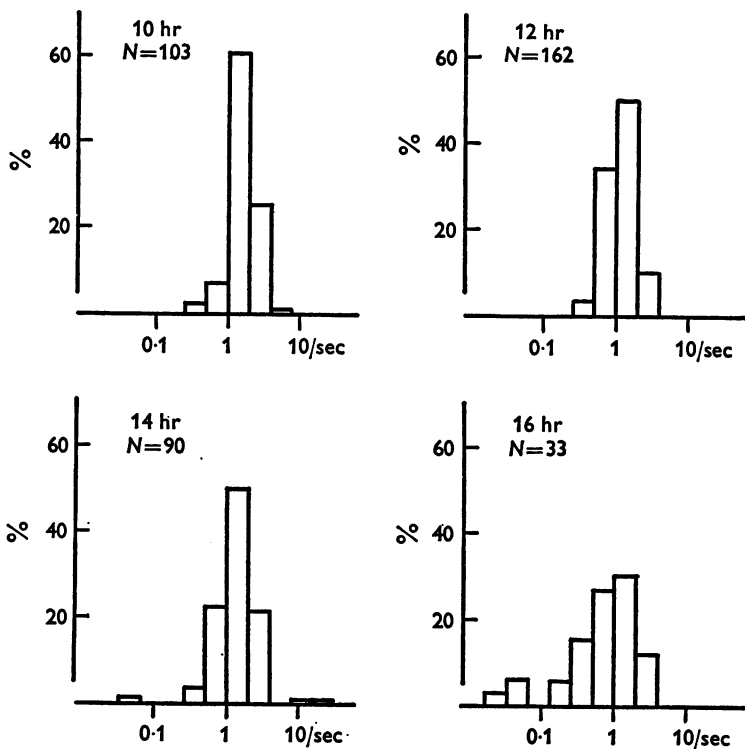 10 hr
N=103
60
40
20
%
0·1 1 10/sec
12 hr
N=162
60
40
20
%
0·1 1 10/sec
14 hr
N=90
60
40
20
%
0·1 1 10/sec
16 hr
N=33
60
40
20
%
0·1 1 10/sec